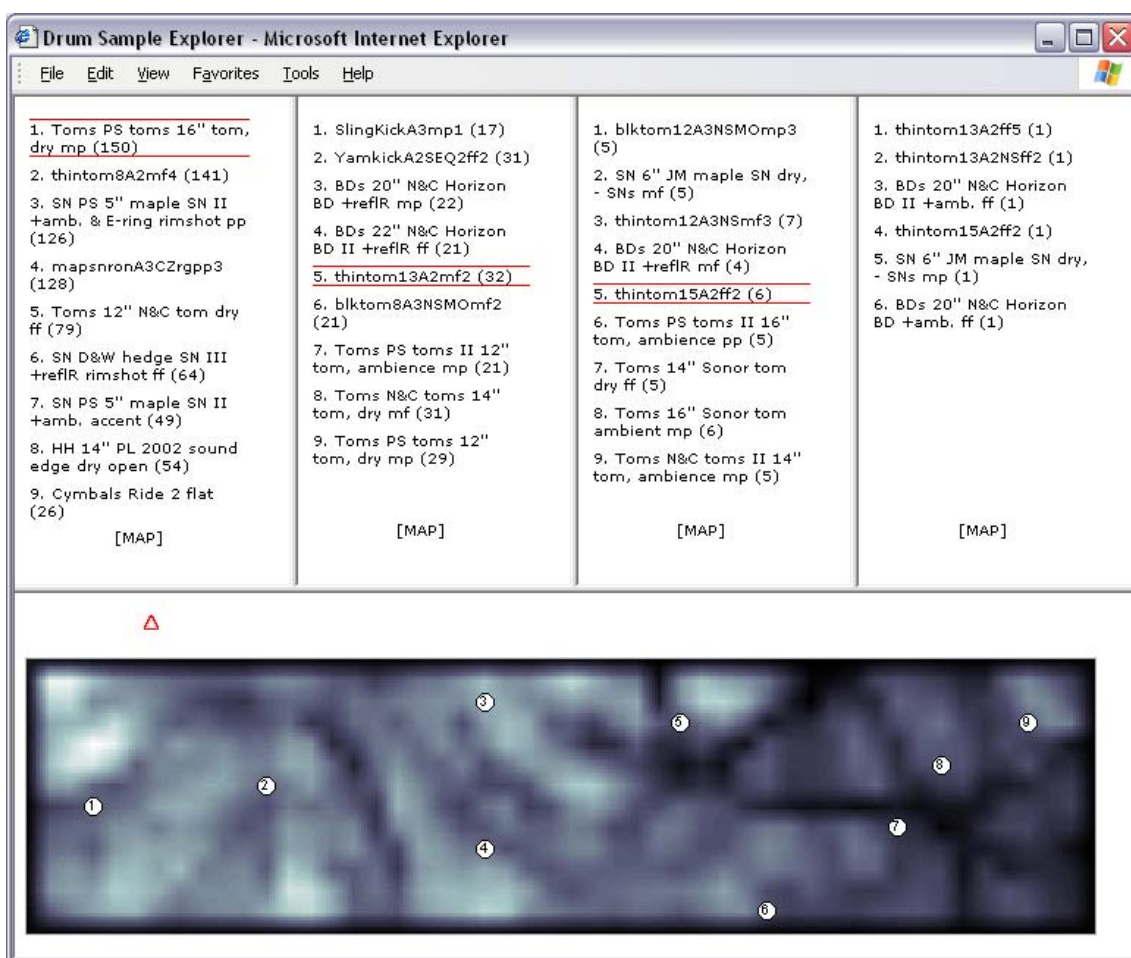 Drum Sample Explorer - Microsoft Internet Explorer
File Edit View Favorites Tools Help
1. Toms PS toms 16" tom,
dry mp (150)
2. thintom8A2mf4 (141)
3. SN PS 5" maple SN II
+amb. & E-ring rimshot pp
(126)
4. mapsnronA3CZrgpp3
(128)
5. Toms 12" N&C tom dry
ff (79)
6. SN D&W hedge SN III
+reflR rimshot ff (64)
7. SN PS 5" maple SN II
+amb. accent (49)
8. HH 14" PL 2002 sound
edge dry open (54)
9. Cymbals Ride 2 flat
(26)
[MAP]
1. SlingKickA3mp1 (17)
2. YamkickA2SEQ2ff2 (31)
3. BDs 20" N&C Horizon
BD +reflR mp (22)
4. BDs 22" N&C Horizon
BD II +reflR ff (21)
5. thintom13A2mf2 (32)
6. blktom8A3NSMOmf2
(21)
7. Toms PS toms II 12"
tom, ambience mp (21)
8. Toms N&C toms 14"
tom, dry mf (31)
9. Toms PS toms 12"
tom, dry mp (29)
[MAP]
1. blktom12A3NSMOmp3
(5)
2. SN 6" JM maple SN dry,
- SNs mf (5)
3. thintom12A3NSmf3 (7)
4. BDs 20" N&C Horizon
BD II +reflR mf (4)
5. thintom15A2ff2 (6)
6. Toms PS toms II 16"
tom, ambience pp (5)
7. Toms 14" Sonor tom
dry ff (5)
8. Toms 16" Sonor tom
ambient mp (6)
9. Toms N&C toms II 14"
tom, ambience mp (5)
[MAP]
1. thintom13A2ff5 (1)
2. thintom13A2NSff2 (1)
3. BDs 20" N&C Horizon
BD II +amb. ff (1)
4. thintom15A2ff2 (1)
5. SN 6" JM maple SN dry,
- SNs mp (1)
6. BDs 20" N&C Horizon
BD +amb. ff (1)
[MAP]
3
5
9
8
2
1
7
4
6